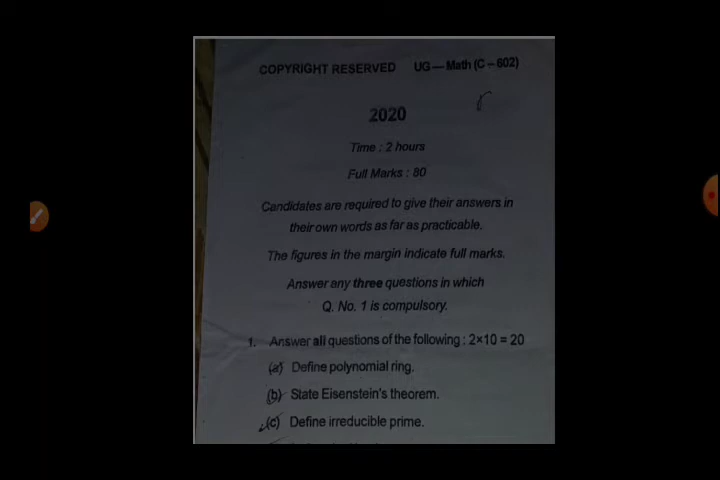 COPYRIGHT RESERVED UG—Math (C – 602)
2020
Time : 2 hours
Full Marks : 80
Candidates are required to give their answers in
their own words as far as practicable.
The figures in the margin indicate full marks.
Answer any three questions in which
Q. No. 1 is compulsory.
1. Answer all questions of the following : 2×10 = 20
(a) Define polynomial ring.
(b) State Eisenstein's theorem.
(c) Define irreducible prime.